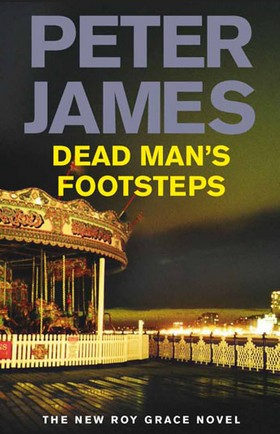 PETER
JAMES
DEAD MAN'S
FOOTSTEPS
THE NEW ROY GRACE NOVEL